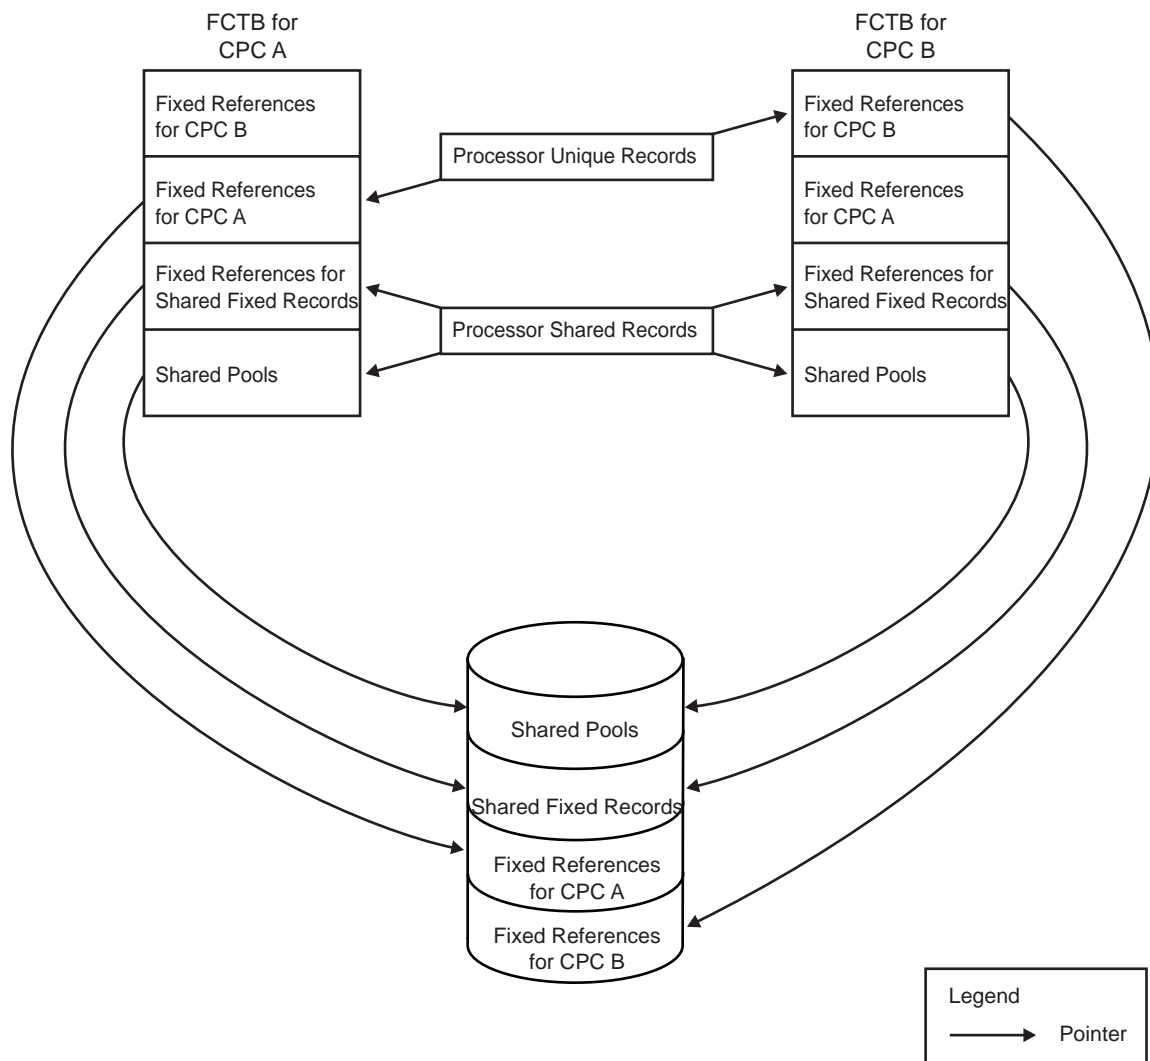 FCTB for
CPC A
FCTB for
CPC B
Fixed References
for CPC B
Fixed References
for CPC A
Fixed References for
Shared Fixed Records
Shared Pools
Processor Unique Records
Processor Shared Records
Fixed References
for CPC B
Fixed References
for CPC A
Fixed References for
Shared Fixed Records
Shared Pools
Shared Pools
Shared Fixed Records
Fixed References
for CPC A
Fixed References
for CPC B
Legend
Pointer